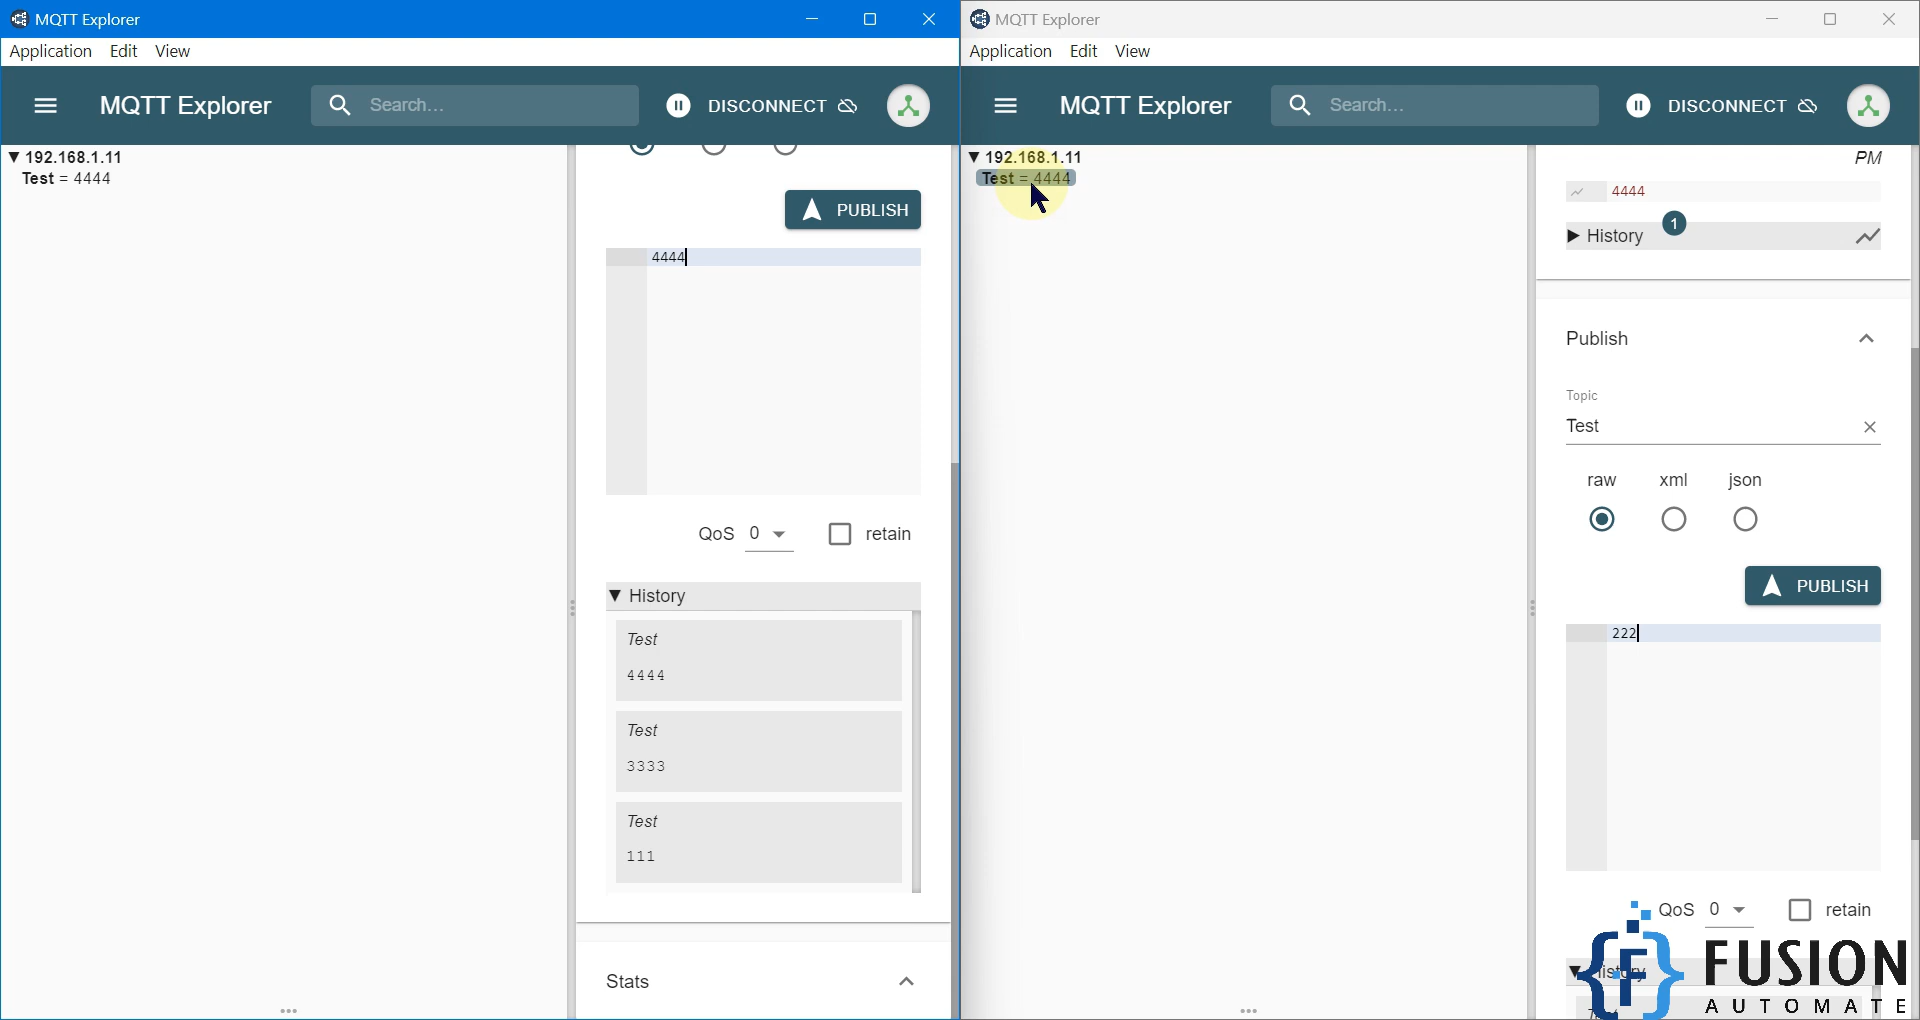 MQTT Explorer
Application Edit View
MQTT Explorer Search... DISCONNECT
192.168.1.11
Test = 4444
PUBLISH
4444
QoS 0 retain
History
Test
4444
Test
3333
Test
111
Stats
MQTT Explorer
Application Edit View
MQTT Explorer Search... DISCONNECT
192.168.1.11
Test = 4444
PM
4444
History 1
Publish
Topic
Test
raw xml json
PUBLISH
222
QoS 0 retain
History
FUSION
AUTOMATE